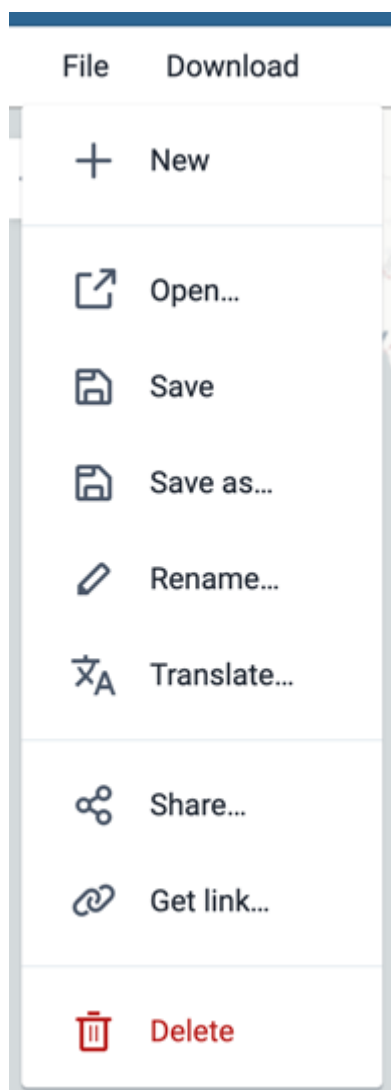 File Download
New
Open…
Save
Save as…
Rename…
Translate…
Share…
Get link…
Delete